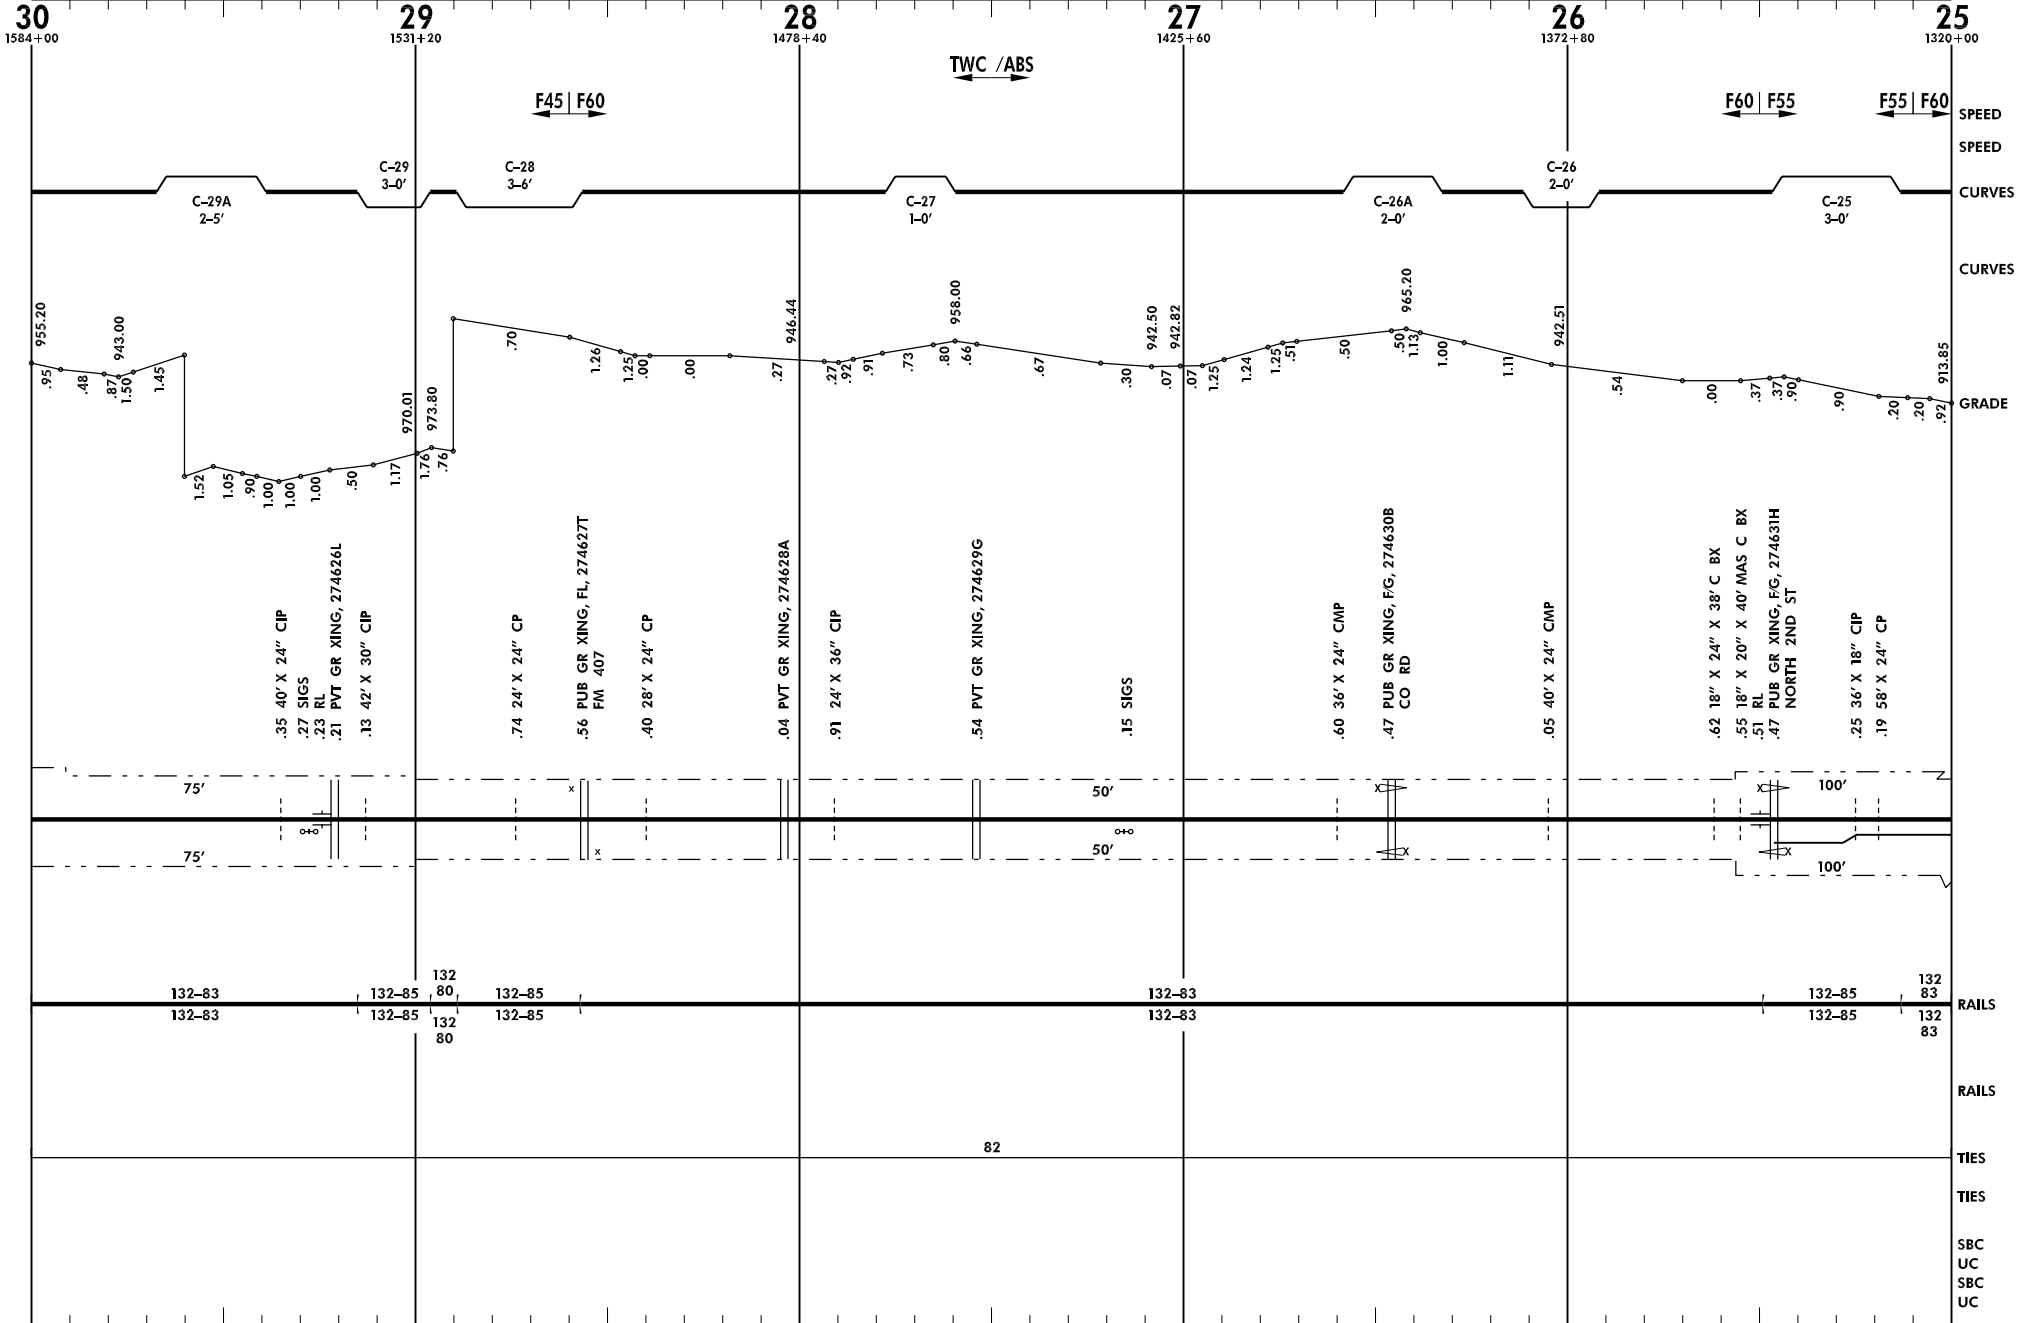 30 29 28 27 26 25
1584+00 1531+20 1478+40 1425+60 1372+80 1320+00
TWC /ABS
F45 F60 F60 F55 F55 F60
SPEED
SPEED
C–29A
2–5′
C–29
3–0′
C–28
3–6′
C–27
1–0′
C–26A
2–0′
C–26
2–0′
C–25
3–0′
CURVES
CURVES
955.20
943.00
970.01
973.80
946.44
958.00
942.50
942.82
965.20
942.51
913.85
.95
.48
.87
1.50
1.45
1.52
1.05
.90
1.00
1.00
1.00
.50
1.17
1.76
.76
.70
1.26
1.25
.00
.00
.27
.27
.92
.91
.73
.80
.66
.67
.30
.07
.07
1.25
1.24
1.25
.51
.50
.50
1.13
1.00
1.11
.54
.00
.37
.37
.90
.90
.20
.20
.92
GRADE
.35 40′ X 24″ CIP
.27 SIGS
.23 RL
.21 PVT GR XING, 274626L
.13 42′ X 30″ CIP
.74 24′ X 24″ CP
.56 PUB GR XING, FL, 274627T
FM 407
.40 28′ X 24″ CP
.04 PVT GR XING, 274628A
.91 24′ X 36″ CIP
.54 PVT GR XING, 274629G
.15 SIGS
.60 36′ X 24″ CMP
.47 PUB GR XING, F/G, 274630B
CO RD
.05 40′ X 24″ CMP
.62 18″ X 24″ X 38′ C BX
.55 18″ X 20″ X 40′ MAS C BX
.51 RL
.47 PUB GR XING, F/G, 274631H
NORTH 2ND ST
.25 36′ X 18″ CIP
.19 58′ X 24″ CP
75′ 50′ 100′
x X X
75′ 50′ 100′
x X X
132–83 132–85 132 80 132–85 132–83 132–85 132 83
RAILS
132–83 132–85 132 80 132–85 132–83 132–85 132 83
RAILS
82
TIES
TIES
SBC
UC
SBC
UC